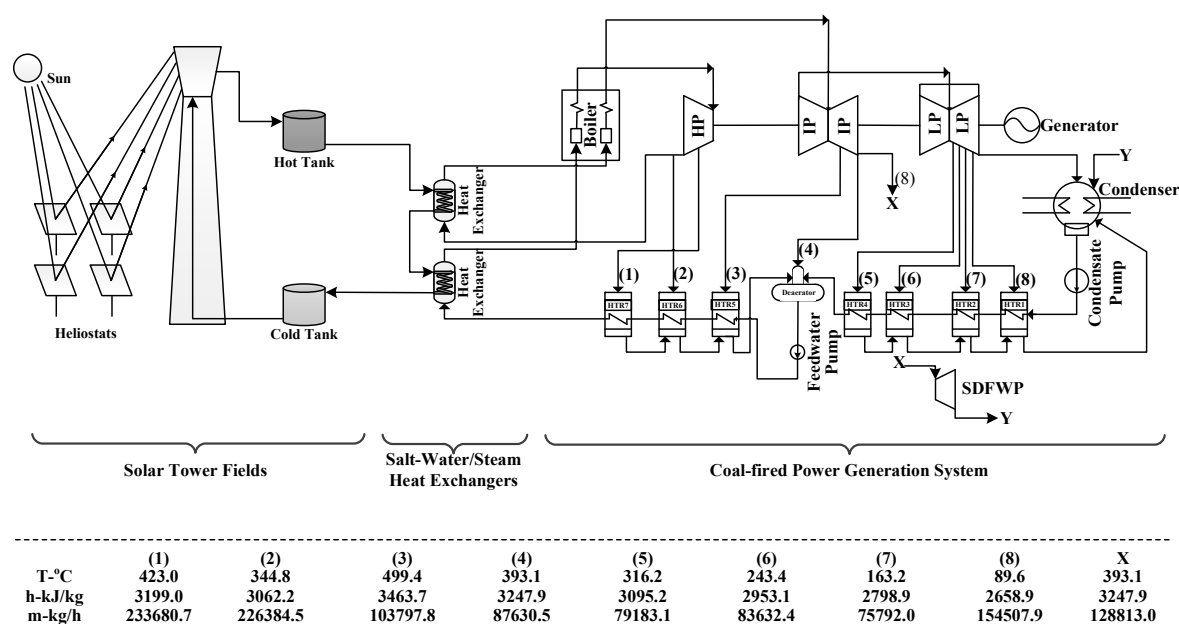 Sun
Hot Tank
Cold Tank
Heliostats
Heat
Exchanger
Heat
Exchanger
Boiler
HP
IP
IP
LP
LP
Generator
(8)
X
Y
Condenser
Condensate
Pump
(1)
(2)
(3)
(4)
(5)
(6)
(7)
(8)
Deaerator
HTR7
HTR6
HTR5
HTR4
HTR3
HTR2
HTR1
Feedwater
Pump
X
SDFWP
Y
Solar Tower Fields
Salt-Water/Steam
Heat Exchangers
Coal-fired Power Generation System
(1) (2) (3) (4) (5) (6) (7) (8) X
T-°C 423.0 344.8 499.4 393.1 316.2 243.4 163.2 89.6 393.1
h-kJ/kg 3199.0 3062.2 3463.7 3247.9 3095.2 2953.1 2798.9 2658.9 3247.9
m-kg/h 233680.7 226384.5 103797.8 87630.5 79183.1 83632.4 75792.0 154507.9 128813.0